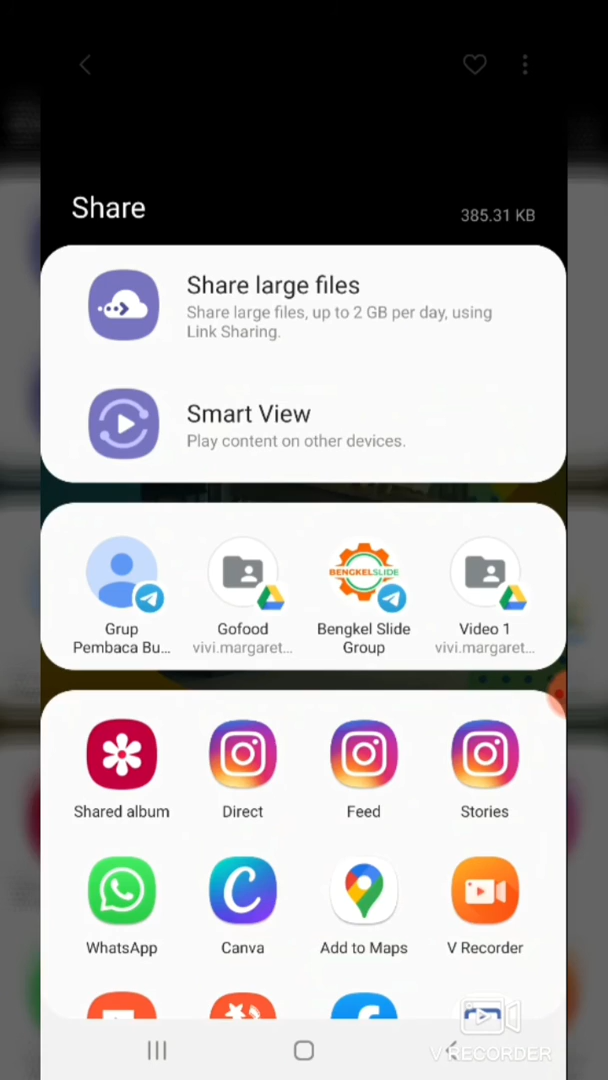 Share
385.31 KB
Share large files
Share large files, up to 2 GB per day, using
Link Sharing.
Smart View
Play content on other devices.
Grup
Pembaca Bu...
Gofood
vivi.margaret...
BENGKELSLIDE
Bengkel Slide
Group
Video 1
vivi.margaret...
Shared album
Direct
Feed
Stories
WhatsApp
Canva
Add to Maps
V Recorder
V RECORDER